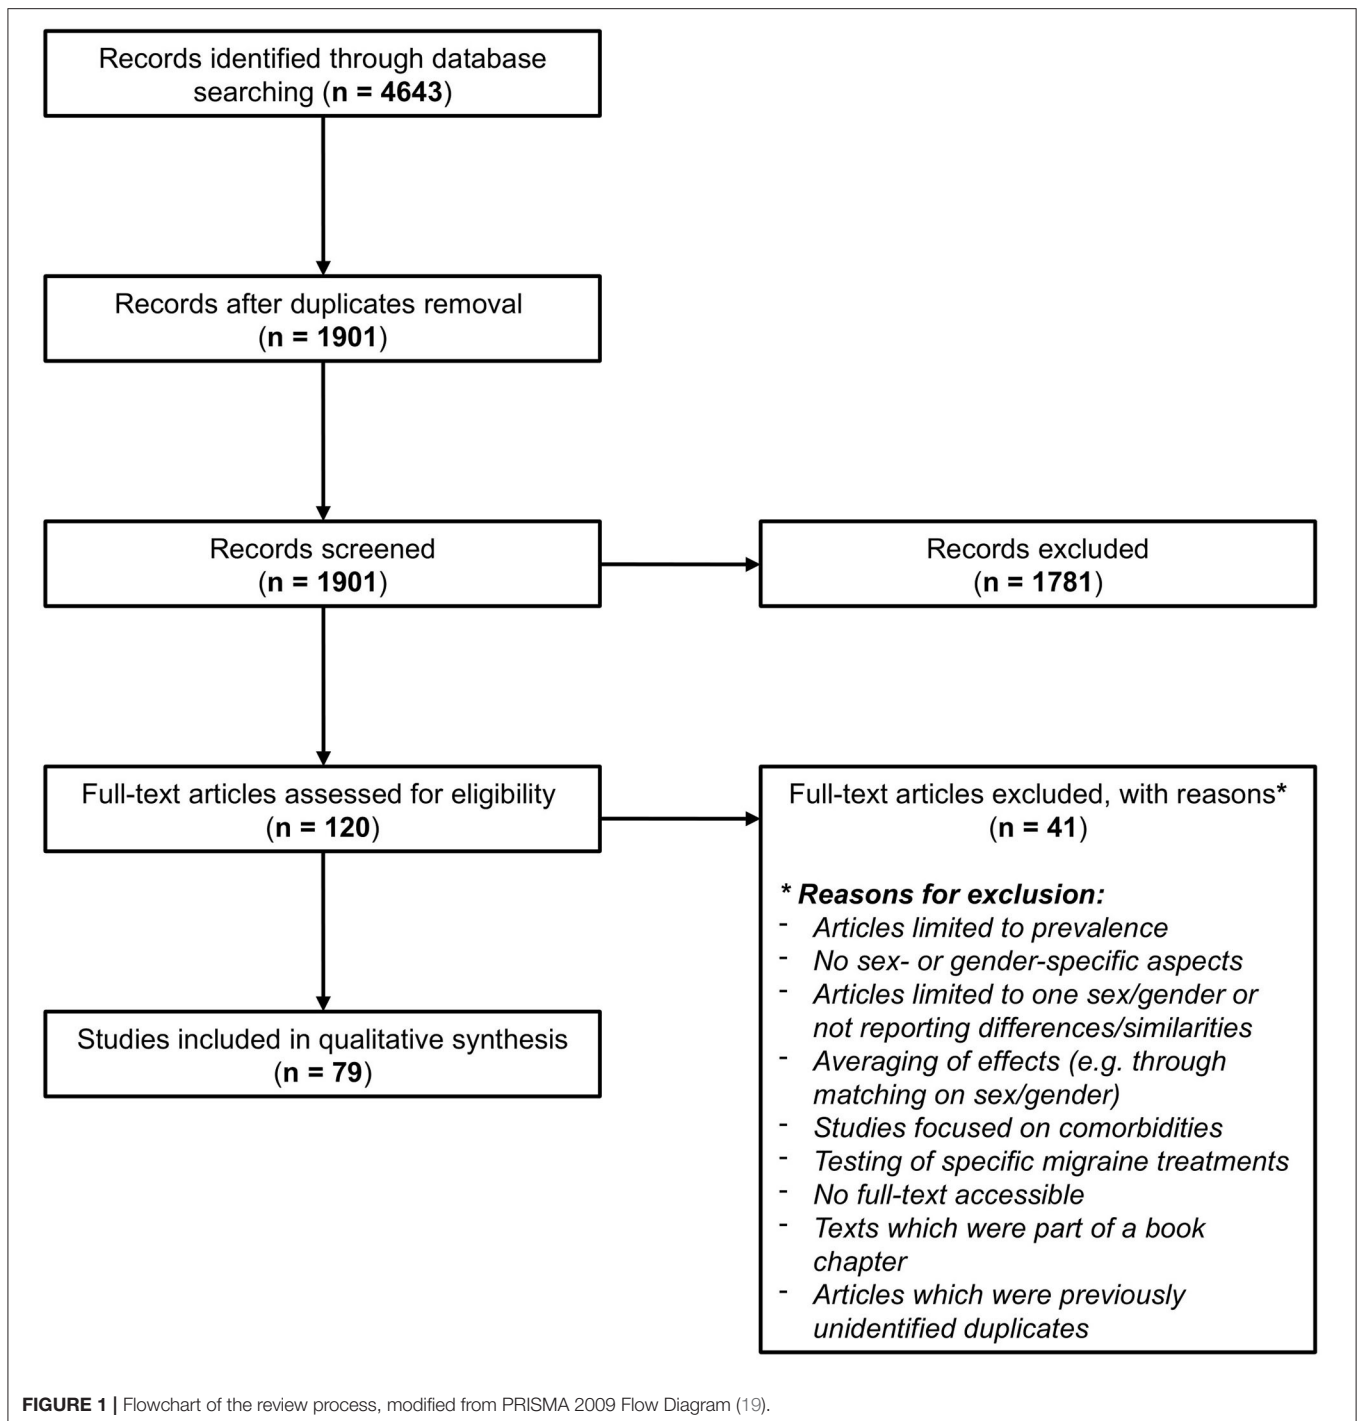 Records identified through database
searching (n = 4643)
Records after duplicates removal
(n = 1901)
Records screened
(n = 1901)
Records excluded
(n = 1781)
Full-text articles assessed for eligibility
(n = 120)
Full-text articles excluded, with reasons*
(n = 41)
* Reasons for exclusion:
- Articles limited to prevalence
- No sex- or gender-specific aspects
- Articles limited to one sex/gender or
not reporting differences/similarities
- Averaging of effects (e.g. through
matching on sex/gender)
- Studies focused on comorbidities
- Testing of specific migraine treatments
- No full-text accessible
- Texts which were part of a book
chapter
- Articles which were previously
unidentified duplicates
Studies included in qualitative synthesis
(n = 79)
FIGURE 1 | Flowchart of the review process, modified from PRISMA 2009 Flow Diagram (19).